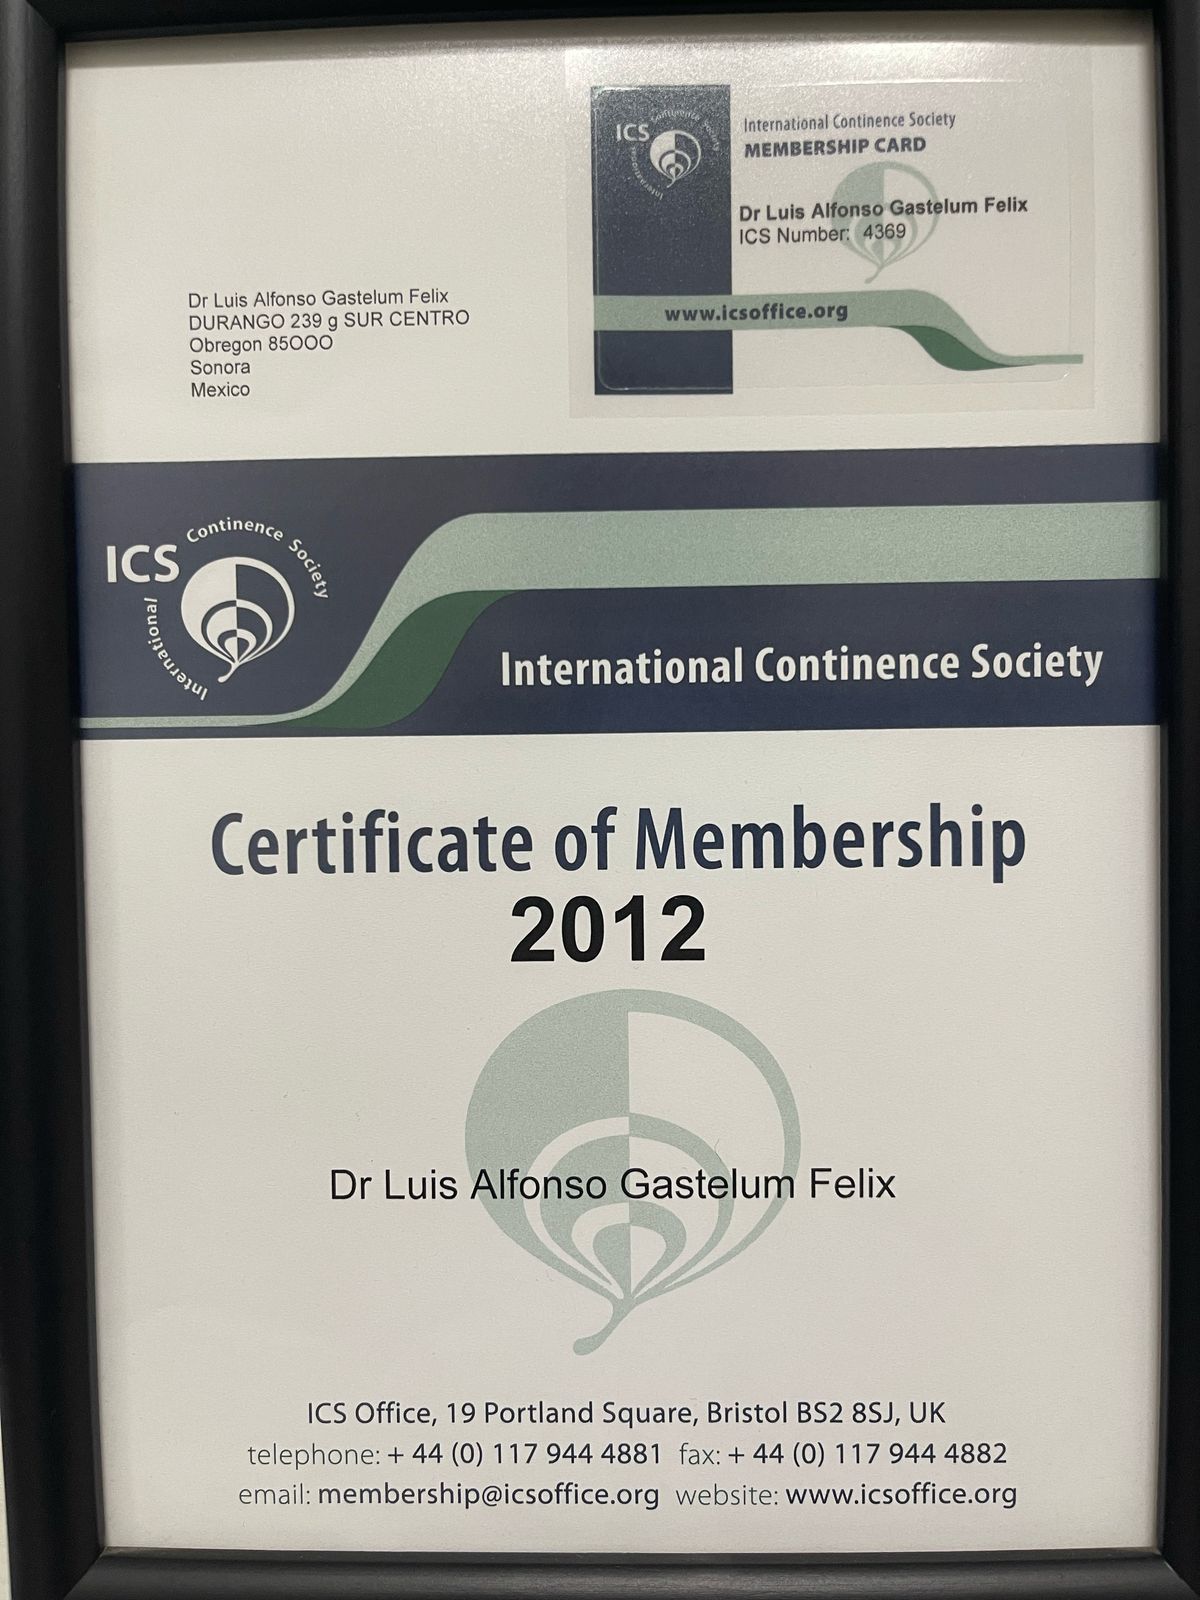 ICS
International Continence Society
International Continence Society
MEMBERSHIP CARD
Dr Luis Alfonso Gastelum Felix
ICS Number: 4369
www.icsoffice.org
Dr Luis Alfonso Gastelum Felix
DURANGO 239 g SUR CENTRO
Obregon 85OOO
Sonora
Mexico
ICS
International Continence Society
International Continence Society
Certificate of Membership
2012
Dr Luis Alfonso Gastelum Felix
ICS Office, 19 Portland Square, Bristol BS2 8SJ, UK
telephone: + 44 (0) 117 944 4881 fax: + 44 (0) 117 944 4882
email: membership@icsoffice.org website: www.icsoffice.org